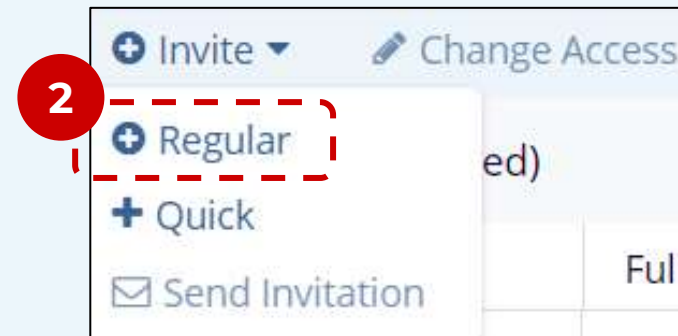 Invite Change Access
2
Regular
ed)
Quick
Ful
Send Invitation